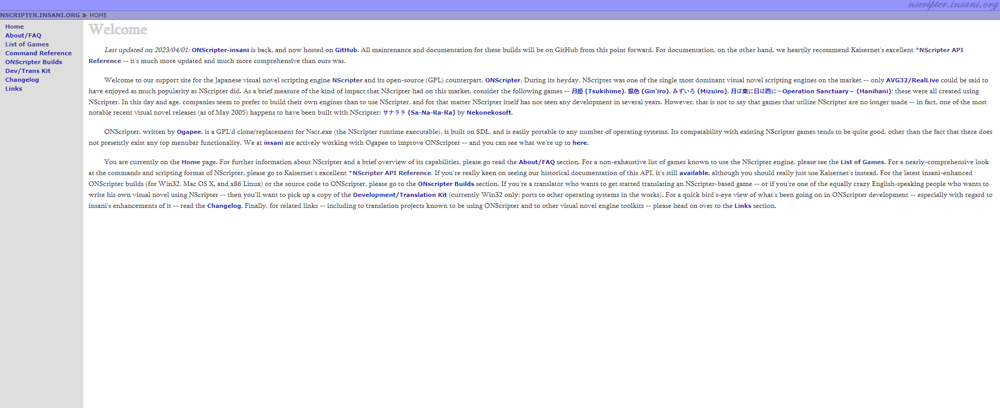 nscripter.insani.org
NSCRIPTER.INSANI.ORG » HOME
Home
About/FAQ
List of Games
Command Reference
ONScripter Builds
Dev/Trans Kit
Changelog
Links
Welcome
Last updated on 2023/04/01: ONScripter-insani is back, and now hosted on GitHub. All maintenance and documentation for these builds will be on GitHub from this point forward. For documentation, on the other hand, we heartily recommend Kaisernet's excellent *NScripter API
Reference -- it's much more updated and much more comprehensive than ours was.
Welcome to our support site for the Japanese visual novel scripting engine NScripter and its open-source (GPL) counterpart, ONScripter. During its heyday, NScripter was one of the single most dominant visual novel scripting engines on the market -- only AVG32/RealLive could be said to
have enjoyed as much popularity as NScripter did. As a brief measure of the kind of impact that NScripter had on this market, consider the following games -- 月姫 (Tsukihime), 銀色 (Gin'iro), みずいろ (Mizuiro), 月は東に日は西に～Operation Sanctuary～ (Hanihani); these were all created using
NScripter. In this day and age, companies seem to prefer to build their own engines than to use NScripter, and for that matter NScripter itself has not seen any development in several years. However, that is not to say that games that utilize NScripter are no longer made -- in fact, one of the most
notable recent visual novel releases (as of May 2005) happens to have been built with NScripter: サナララ (Sa-Na-Ra-Ra) by Nekonekosoft.
ONScripter, written by Ogapee, is a GPL'd clone/replacement for Nscr.exe (the NScripter runtime executable), is built on SDL, and is easily portable to any number of operating systems. Its compatability with existing NScripter games tends to be quite good, other than the fact that there does
not presently exist any top menubar functionality. We at insani are actively working with Ogapee to improve ONScripter -- and you can see what we're up to here.
You are currently on the Home page. For further information about NScripter and a brief overview of its capabilities, please go read the About/FAQ section. For a non-exhaustive list of games known to use the NScripter engine, please see the List of Games. For a nearly-comprehensive look
at the commands and scripting format of NScripter, please go to Kaisernet's excellent *NScripter API Reference. If you're really keen on seeing our historical documentation of this API, it's still available, although you should really just use Kaisernet's instead. For the latest insani-enhanced
ONScripter builds (for Win32, Mac OS X, and x86 Linux) or the source code to ONScripter, please go to the ONscripter Builds section. If you're a translator who wants to get started translating an NScripter-based game -- or if you're one of the equally crazy English-speaking people who wants to
write his own visual novel using NScripter -- then you'll want to pick up a copy of the Development/Translation Kit (currently Win32 only; ports to other operating systems in the works). For a quick bird's-eye view of what's been going on in ONScripter development -- especially with regard to
insani's enhancements of it -- read the Changelog. Finally, for related links -- including to translation projects known to be using ONScripter and to other visual novel engine toolkits -- please head on over to the Links section.